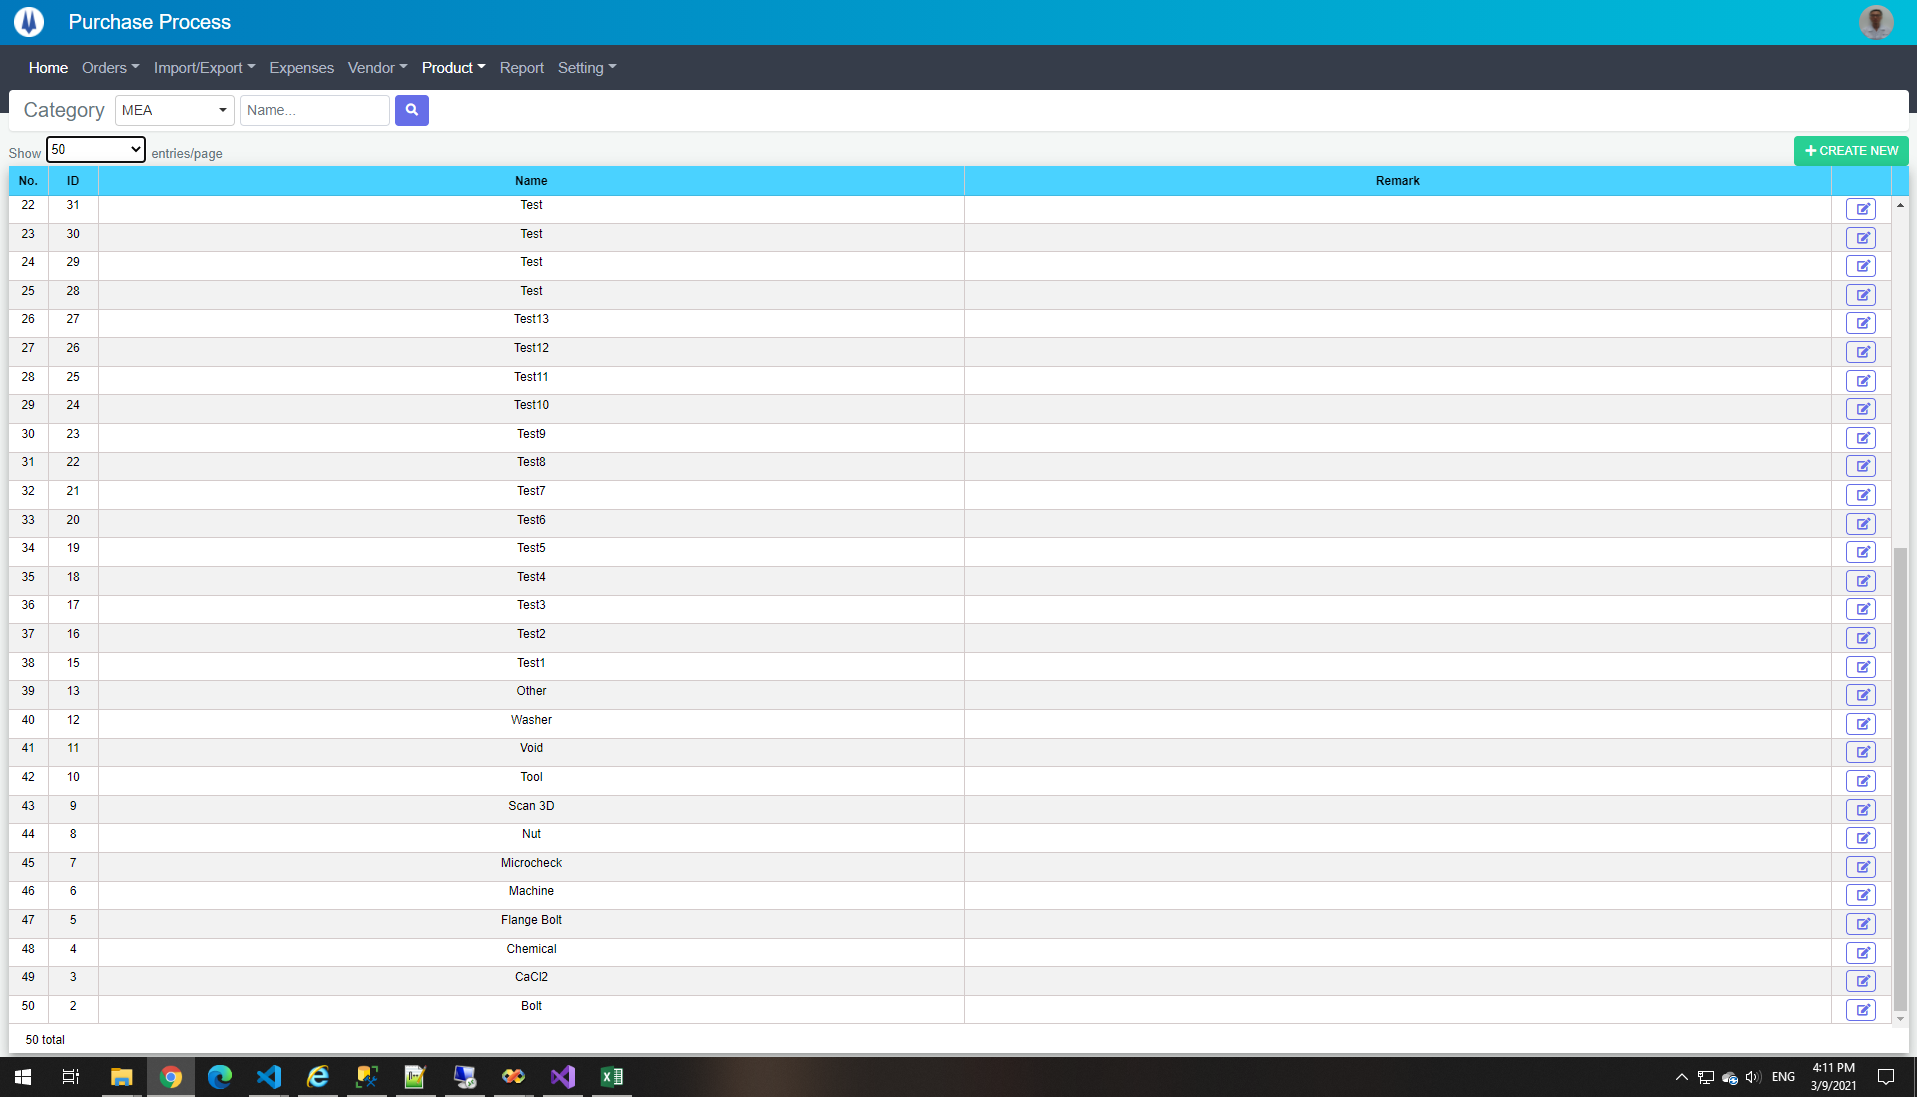 Purchase Process
Home Orders Import/Export Expenses Vendor Product Report Setting
Category MEA Name...
Show 50 entries/page CREATE NEW
No. ID Name Remark
22 31 Test
23 30 Test
24 29 Test
25 28 Test
26 27 Test13
27 26 Test12
28 25 Test11
29 24 Test10
30 23 Test9
31 22 Test8
32 21 Test7
33 20 Test6
34 19 Test5
35 18 Test4
36 17 Test3
37 16 Test2
38 15 Test1
39 13 Other
40 12 Washer
41 11 Void
42 10 Tool
43 9 Scan 3D
44 8 Nut
45 7 Microcheck
46 6 Machine
47 5 Flange Bolt
48 4 Chemical
49 3 CaCl2
50 2 Bolt
50 total
ENG 4:11 PM
3/9/2021